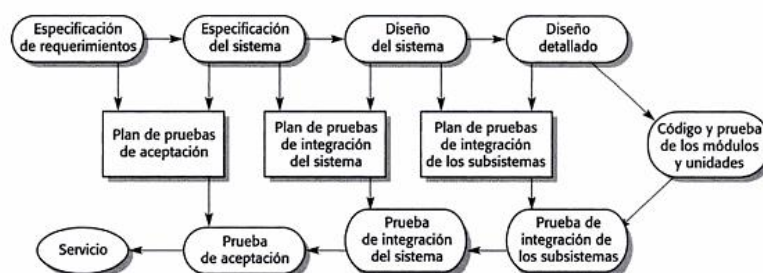 Especificación
de requerimientos
Especificación
del sistema
Diseño
del sistema
Diseño
detallado
Plan de pruebas
de aceptación
Plan de pruebas
de integración
del sistema
Plan de pruebas
de integración
de los subsistemas
Código y prueba
de los módulos
y unidades
Servicio
Prueba
de aceptación
Prueba
de integración
del sistema
Prueba de
integración de
los subsistemas